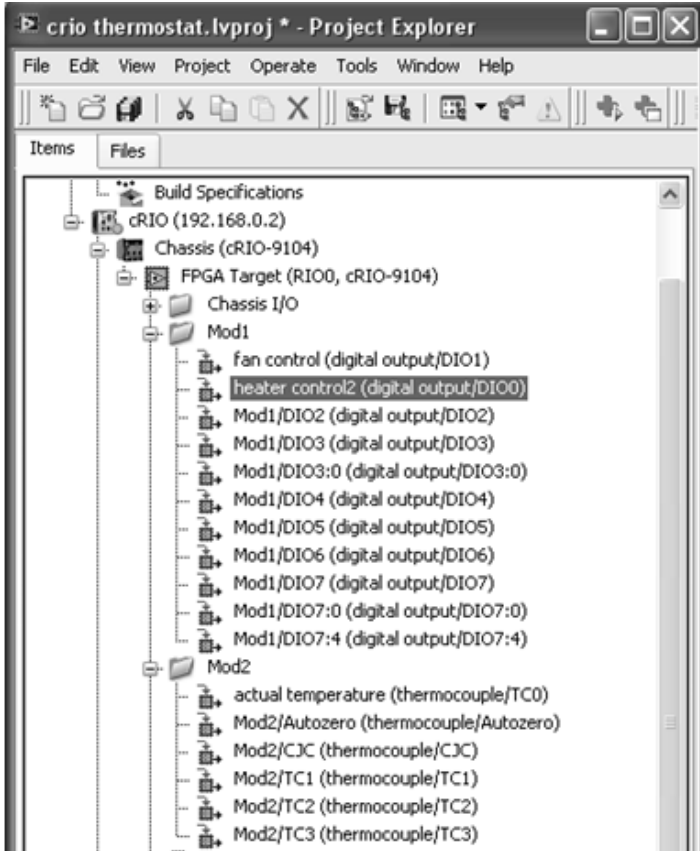 crio thermostat.lvproj * - Project Explorer
File Edit View Project Operate Tools Window Help
Items Files
Build Specifications
cRIO (192.168.0.2)
Chassis (cRIO-9104)
FPGA Target (RIO0, cRIO-9104)
Chassis I/O
Mod1
fan control (digital output/DIO1)
heater control2 (digital output/DIO0)
Mod1/DIO2 (digital output/DIO2)
Mod1/DIO3 (digital output/DIO3)
Mod1/DIO3:0 (digital output/DIO3:0)
Mod1/DIO4 (digital output/DIO4)
Mod1/DIO5 (digital output/DIO5)
Mod1/DIO6 (digital output/DIO6)
Mod1/DIO7 (digital output/DIO7)
Mod1/DIO7:0 (digital output/DIO7:0)
Mod1/DIO7:4 (digital output/DIO7:4)
Mod2
actual temperature (thermocouple/TC0)
Mod2/Autozero (thermocouple/Autozero)
Mod2/CJC (thermocouple/CJC)
Mod2/TC1 (thermocouple/TC1)
Mod2/TC2 (thermocouple/TC2)
Mod2/TC3 (thermocouple/TC3)